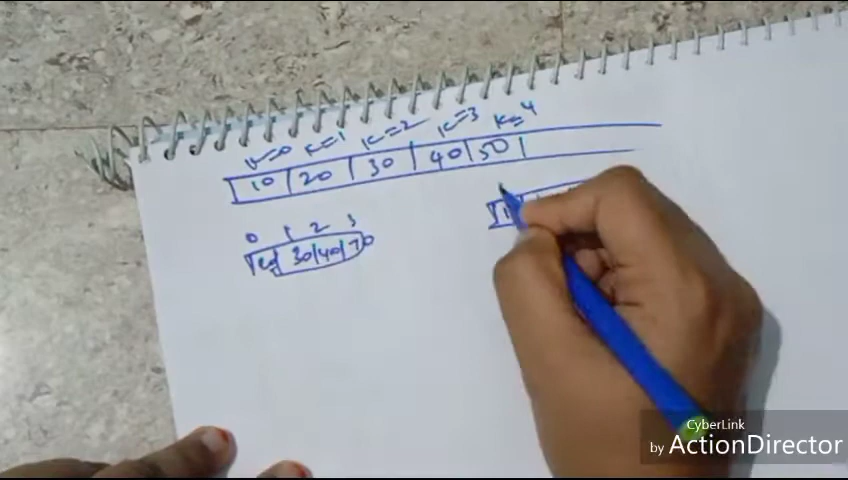 K=0 K=1 K=2 K=3 K=4
10 20 30 40 50
0 1 2 3
30 40 70
CyberLink
by ActionDirector